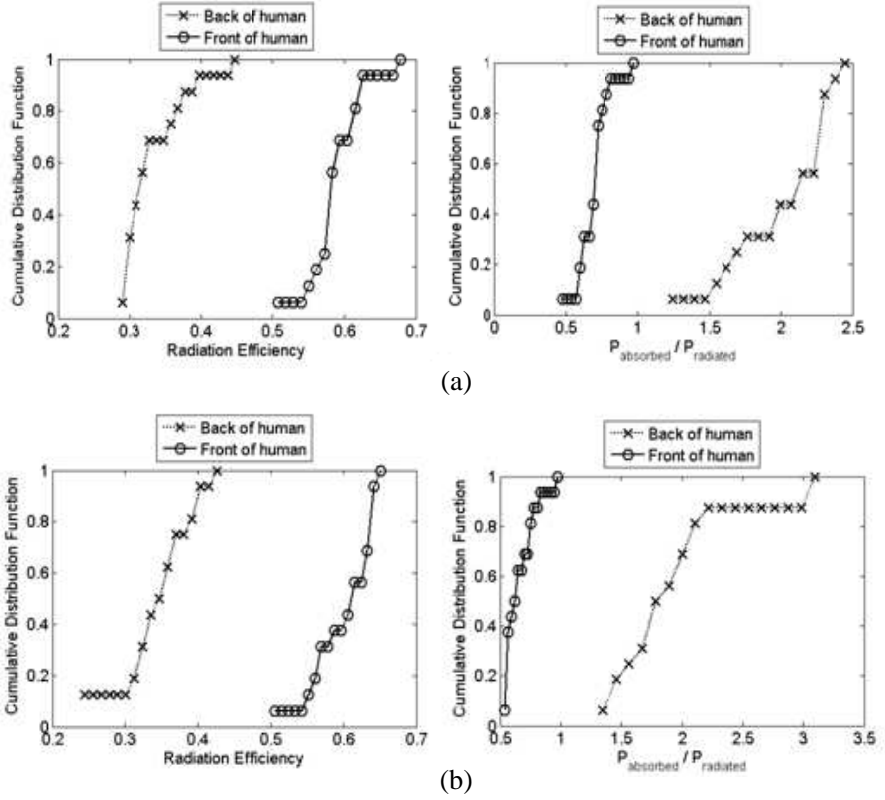 Back of human
Front of human
Cumulative Distribution Function
1
0.8
0.6
0.4
0.2
0
0.2 0.3 0.4 0.5 0.6 0.7
Radiation Efficiency
Back of human
Front of human
Cumulative Distribution Function
1
0.8
0.6
0.4
0.2
0
0 0.5 1 1.5 2 2.5
Pabsorbed / Pradiated
(a)
Back of human
Front of human
Cumulative Distribution Function
1
0.8
0.6
0.4
0.2
0
0.2 0.3 0.4 0.5 0.6 0.7
Radiation Efficiency
Back of human
Front of human
Cumulative Distribution Function
1
0.8
0.6
0.4
0.2
0
0.5 1 1.5 2 2.5 3 3.5
Pabsorbed / Pradiated
(b)